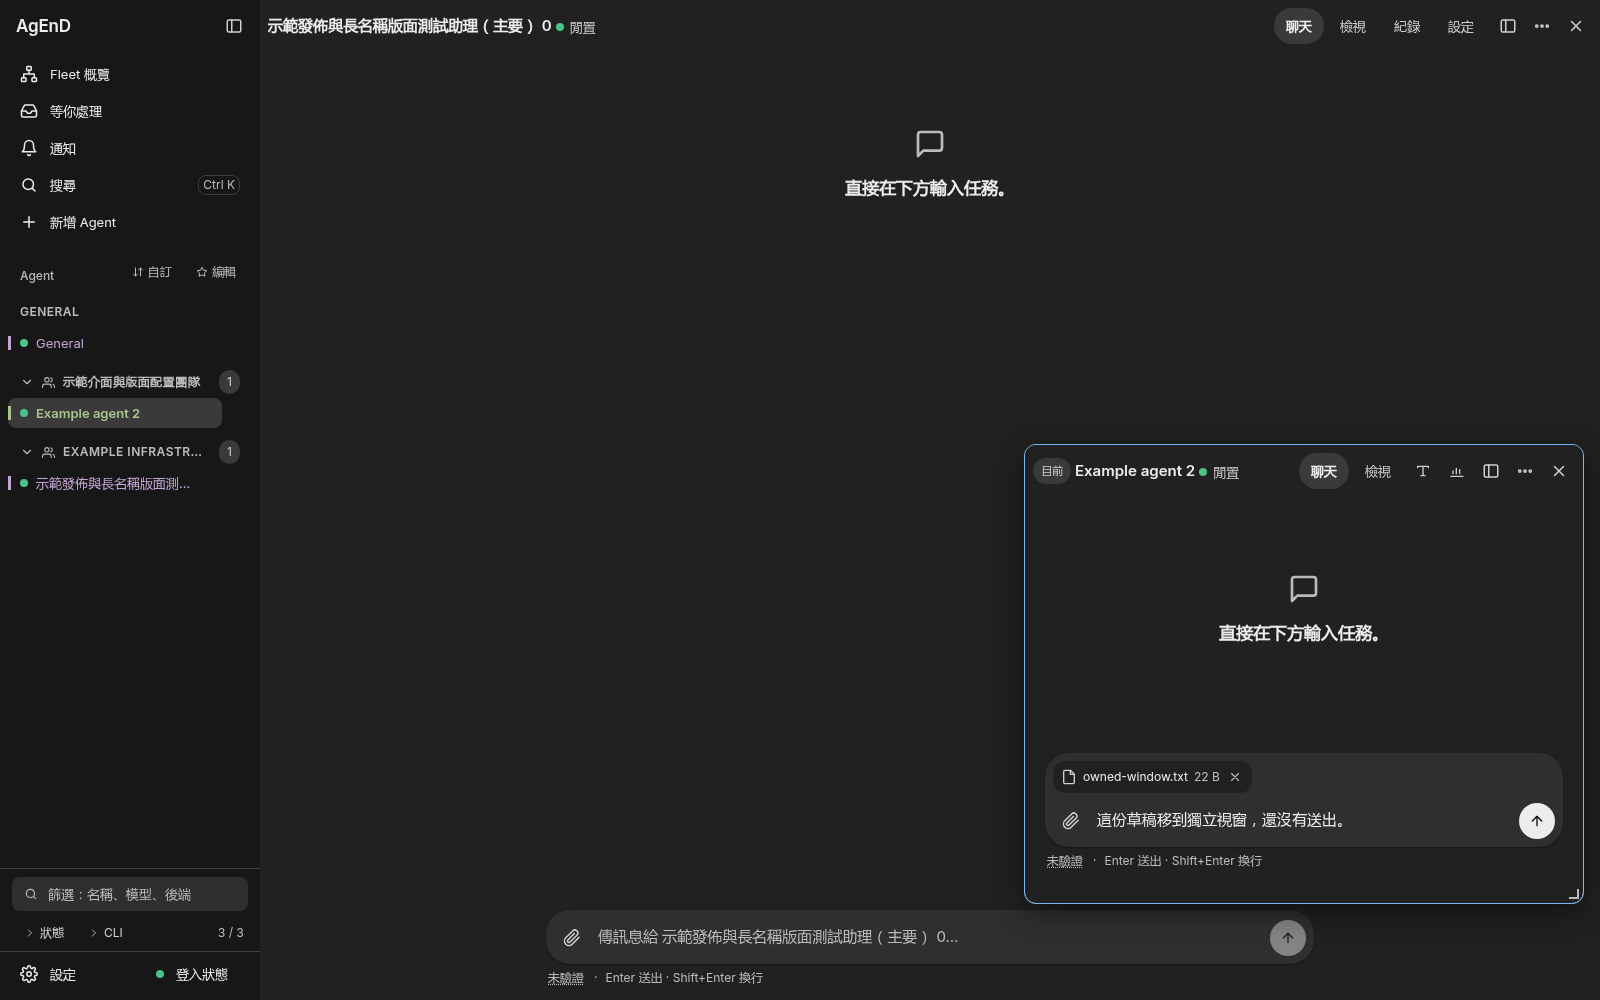 AgEnD
Fleet 概覽
等你處理
通知
搜尋 Ctrl K
新增 Agent
Agent 自訂 編輯
GENERAL
General
示範介面與版面配置團隊 1
Example agent 2
EXAMPLE INFRASTR... 1
示範發佈與長名稱版面測...
篩選：名稱、模型、後端
狀態 CLI 3 / 3
設定 登入狀態
示範發佈與長名稱版面測試助理（主要） 0 閒置
聊天 檢視 紀錄 設定
直接在下方輸入任務。
目前 Example agent 2 閒置 聊天 檢視
直接在下方輸入任務。
owned-window.txt 22 B
這份草稿移到獨立視窗，還沒有送出。
未驗證 · Enter 送出 · Shift+Enter 換行
傳訊息給 示範發佈與長名稱版面測試助理（主要） 0...
未驗證 · Enter 送出 · Shift+Enter 換行